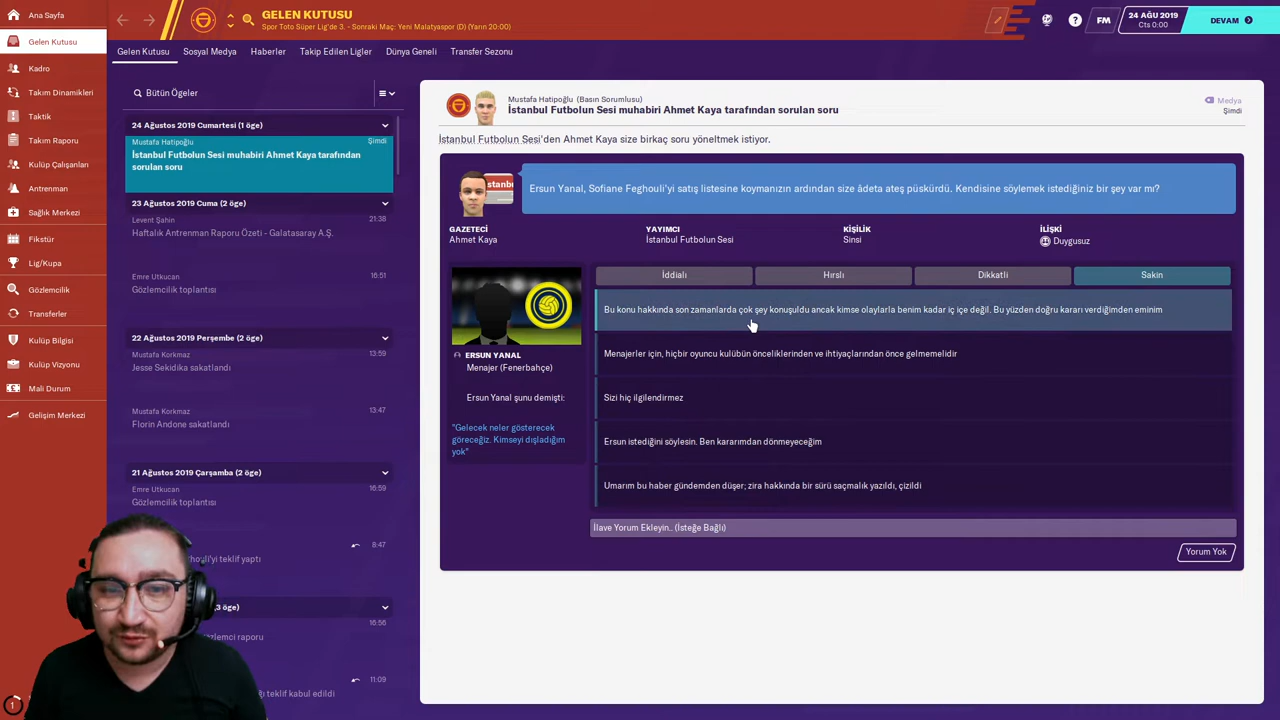 Ana Sayfa
Gelen Kutusu
Kadro
Takım Dinamikleri
Taktik
Takım Raporu
Kulüp Çalışanları
Antrenman
Sağlık Merkezi
Fikstür
Lig/Kupa
Gözlemcilik
Transferler
Kulüp Bilgisi
Kulüp Vizyonu
Mali Durum
Gelişim Merkezi
1
GELEN KUTUSU
Spor Toto Süper Lig'de 3. - Sonraki Maç: Yeni Malatyaspor (D) (Yarın 20:00)
FM
24 AĞU 2019
Cts 0:00
DEVAM
Gelen Kutusu
Sosyal Medya
Haberler
Takip Edilen Ligler
Dünya Geneli
Transfer Sezonu
Bütün Ögeler
24 Ağustos 2019 Cumartesi (1 öge)
Mustafa Hatipoğlu
Şimdi
İstanbul Futbolun Sesi muhabiri Ahmet Kaya tarafından
sorulan soru
23 Ağustos 2019 Cuma (2 öge)
Levent Şahin
21:38
Haftalık Antrenman Raporu Özeti - Galatasaray A.Ş.
Emre Utkucan
16:51
Gözlemcilik toplantısı
22 Ağustos 2019 Perşembe (2 öge)
Mustafa Korkmaz
13:59
Jesse Sekidika sakatlandı
Mustafa Korkmaz
13:47
Florin Andone sakatlandı
21 Ağustos 2019 Çarşamba (2 öge)
Emre Utkucan
16:59
Gözlemcilik toplantısı
8:47
teklif yaptı
öge)
16:56
raporu
11:09
teklif kabul edildi
Mustafa Hatipoğlu (Basın Sorumlusu)
İstanbul Futbolun Sesi muhabiri Ahmet Kaya tarafından sorulan soru
Medya
Şimdi
İstanbul Futbolun Sesi'den Ahmet Kaya size birkaç soru yöneltmek istiyor.
Ersun Yanal, Sofiane Feghouli'yi satış listesine koymanızın ardından size âdeta ateş püskürdü. Kendisine söylemek istediğiniz bir şey var mı?
GAZETECİ
Ahmet Kaya
YAYIMCI
İstanbul Futbolun Sesi
KİŞİLİK
Sinsi
İLİŞKİ
Duygusuz
İddialı
Hırslı
Dikkatli
Sakin
ERSUN YANAL
Menajer (Fenerbahçe)
Ersun Yanal şunu demişti:
"Gelecek neler gösterecek
göreceğiz. Kimseyi dışladığım
yok"
Bu konu hakkında son zamanlarda çok şey konuşuldu ancak kimse olaylarla benim kadar iç içe değil. Bu yüzden doğru kararı verdiğimden eminim
Menajerler için, hiçbir oyuncu kulübün önceliklerinden ve ihtiyaçlarından önce gelmemelidir
Sizi hiç ilgilendirmez
Ersun istediğini söylesin. Ben kararımdan dönmeyeceğim
Umarım bu haber gündemden düşer; zira hakkında bir sürü saçmalık yazıldı, çizildi
İlave Yorum Ekleyin.. (İsteğe Bağlı)
Yorum Yok